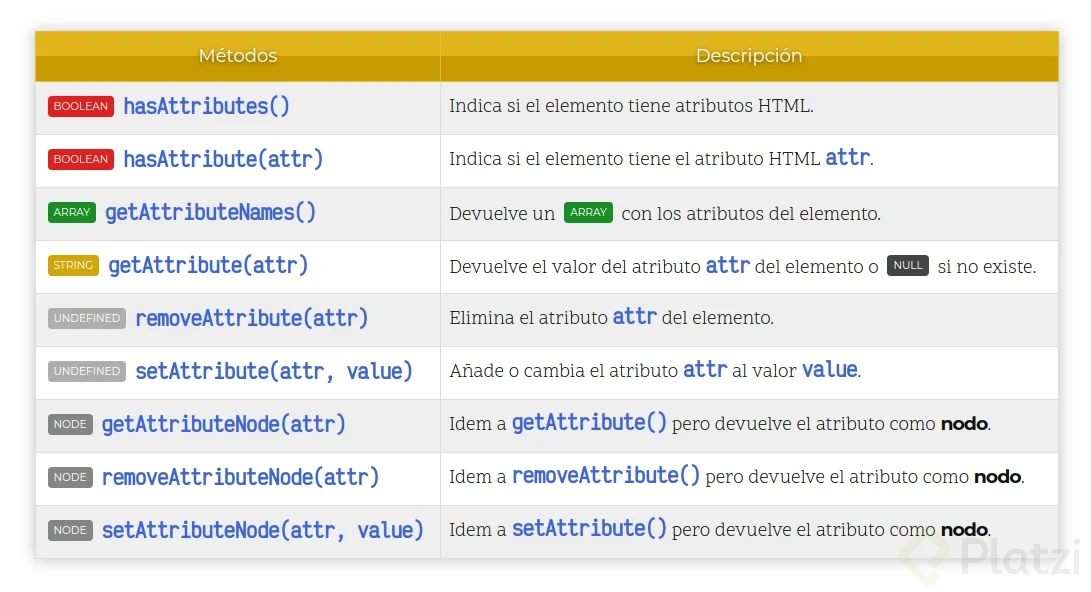 Métodos Descripción
BOOLEAN hasAttributes() Indica si el elemento tiene atributos HTML.
BOOLEAN hasAttribute(attr) Indica si el elemento tiene el atributo HTML attr.
ARRAY getAttributeNames() Devuelve un ARRAY con los atributos del elemento.
STRING getAttribute(attr) Devuelve el valor del atributo attr del elemento o NULL si no existe.
UNDEFINED removeAttribute(attr) Elimina el atributo attr del elemento.
UNDEFINED setAttribute(attr, value) Añade o cambia el atributo attr al valor value.
NODE getAttributeNode(attr) Idem a getAttribute() pero devuelve el atributo como nodo.
NODE removeAttributeNode(attr) Idem a removeAttribute() pero devuelve el atributo como nodo.
NODE setAttributeNode(attr, value) Idem a setAttribute() pero devuelve el atributo como nodo.
Platzi